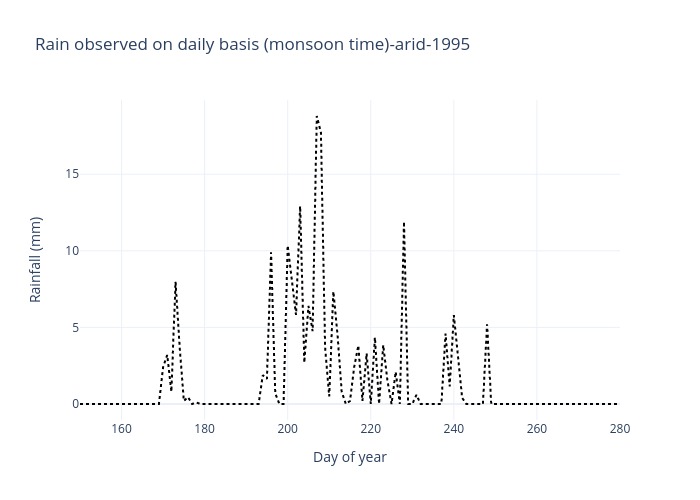 Rain observed on daily basis (monsoon time)-arid-1995
Rainfall (mm)
15
10
5
0
160 180 200 220 240 260 280
Day of year